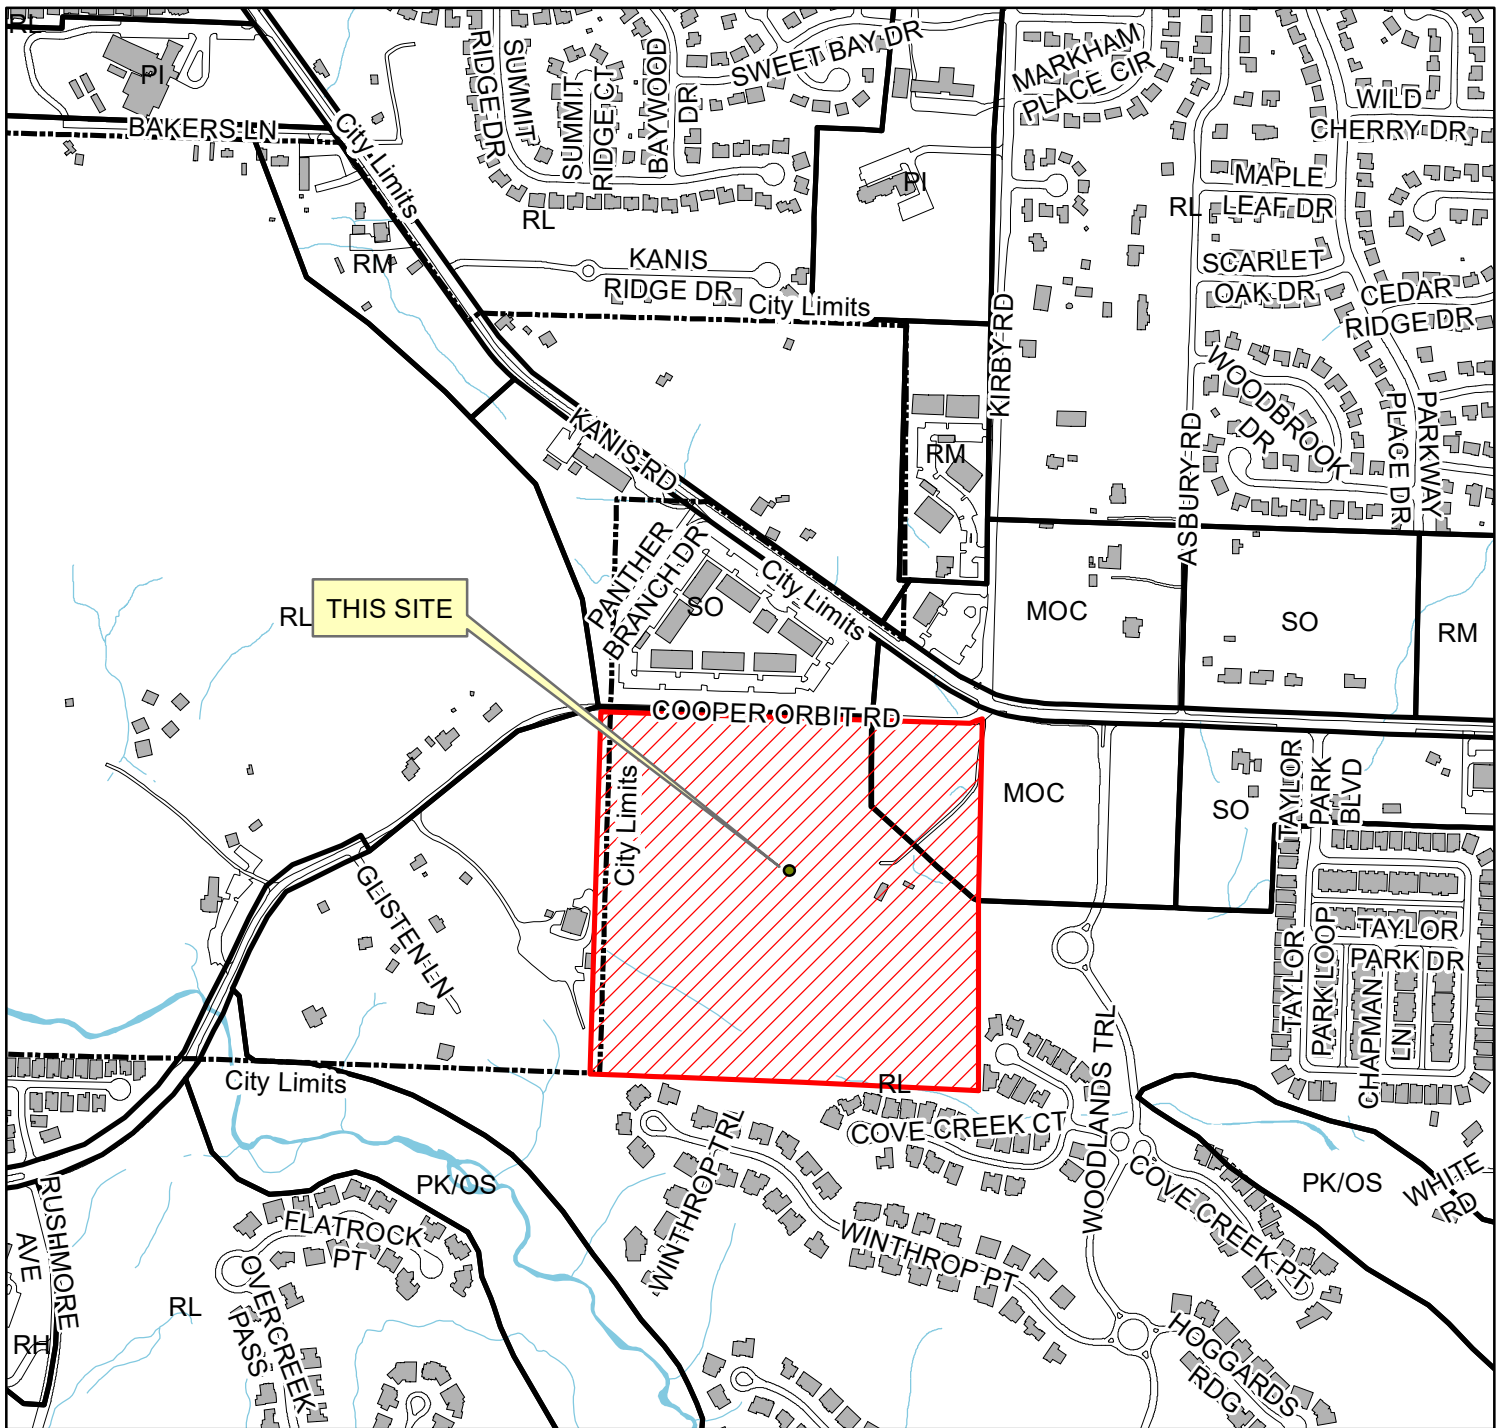 RL
PI
BAKERS LN
City Limits
RIDGE DR
SUMMIT
SUMMIT
RIDGE CT
BAYWOOD
DR
SWEET BAY DR
MARKHAM
PLACE CIR
WILD
CHERRY DR
PI
MAPLE
LEAF DR
RL
RL
RM
KANIS
RIDGE DR
City Limits
SCARLET
OAK DR
CEDAR
RIDGE DR
KIRBY RD
WOODBROOK
DR
PARKWAY
PLACE DR
ASBURY RD
KANIS RD
RM
PANTHER
BRANCH DR
SO
City Limits
MOC
SO
RM
RL
THIS SITE
COOPER ORBIT RD
City Limits
MOC
SO
TAYLOR
PARK
BLVD
GLISTEN LN
TAYLOR
PARK LOOP
TAYLOR
PARK DR
CHAPMAN
LN
City Limits
RL
COVE CREEK CT
WOODLANDS TRL
WINTHROP TRL
COVE CREEK PT
PK/OS
WHITE
RD
PK/OS
RUSHMORE
AVE
FLATROCK
PT
WINTHROP PT
OVERCREEK
PASS
RL
RH
HOGGARDS
RDG